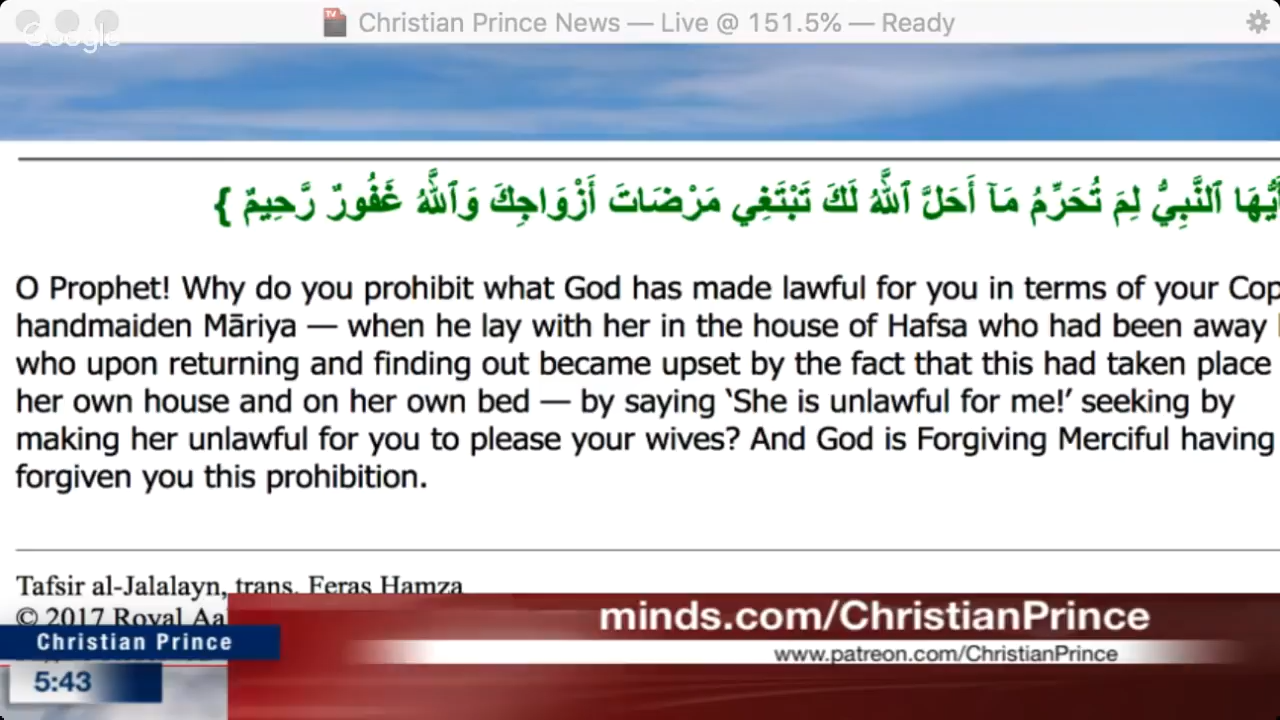 Google
Christian Prince News — Live @ 151.5% — Ready
ٱلنَّبِيُّ لِمَ تُحَرِّمُ مَآ أَحَلَّ ٱللَّهُ لَكَ تَبْتَغِي مَرْضَاتَ أَزْوَاجِكَ وَٱللَّهُ غَفُورٌ رَّحِيمٌ }
O Prophet! Why do you prohibit what God has made lawful for you in terms of your Cop
handmaiden Māriya — when he lay with her in the house of Hafsa who had been away
who upon returning and finding out became upset by the fact that this had taken place
her own house and on her own bed — by saying ‘She is unlawful for me!’ seeking by
making her unlawful for you to please your wives? And God is Forgiving Merciful having
forgiven you this prohibition.
Tafsir al-Jalalayn, trans. Feras Hamza
© 2017 Royal Aa
minds.com/ChristianPrince
Christian Prince
www.patreon.com/ChristianPrince
5:43